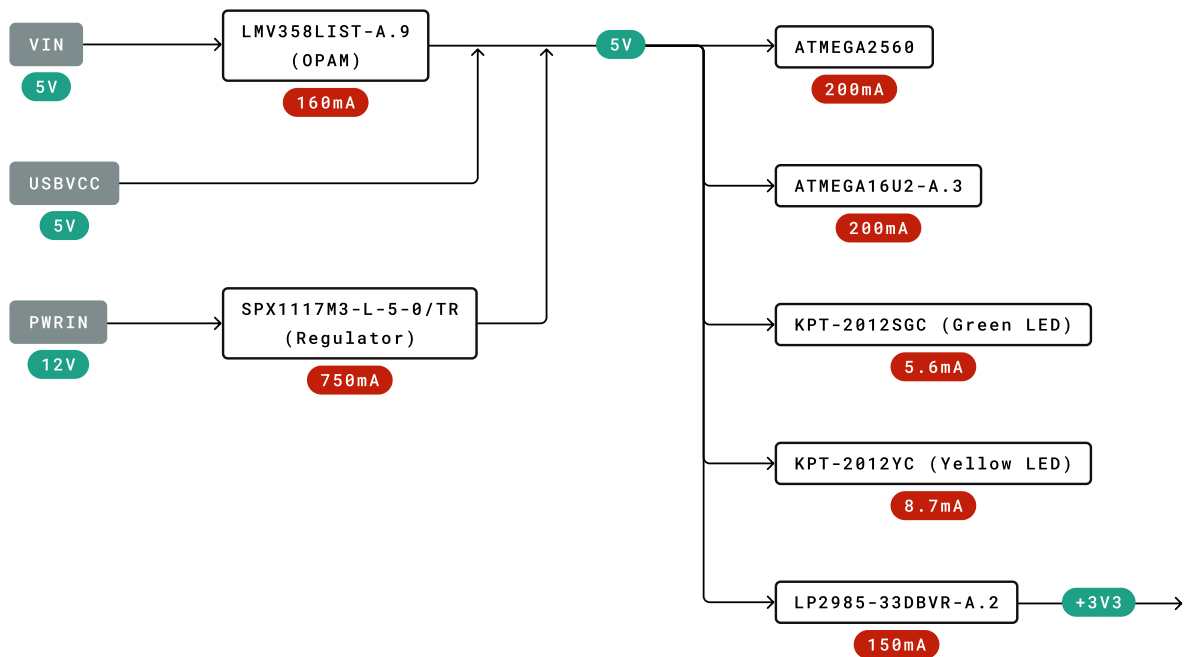 VIN
5V
LMV358LIST-A.9
(OPAM)
160mA
5V
ATMEGA2560
200mA
USBVCC
5V
ATMEGA16U2-A.3
200mA
PWRIN
12V
SPX1117M3-L-5-0/TR
(Regulator)
750mA
KPT-2012SGC (Green LED)
5.6mA
KPT-2012YC (Yellow LED)
8.7mA
LP2985-33DBVR-A.2
150mA
+3V3